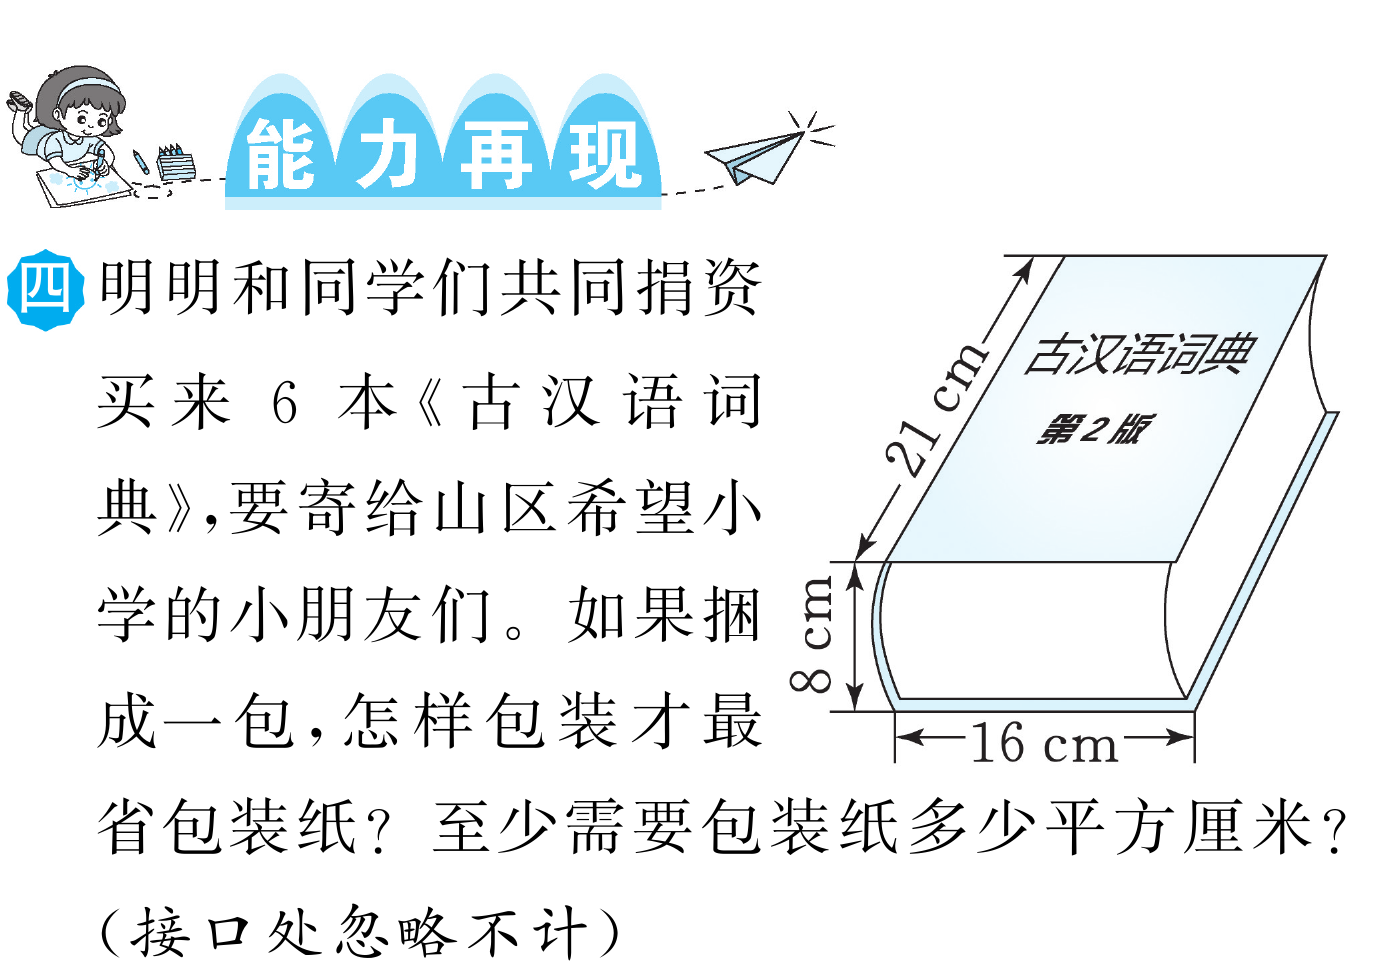 能力再现
四 明明和同学们共同捐资
买来 6 本《古汉语词
典》,要寄给山区希望小
学的小朋友们。如果捆
成一包,怎样包装才最
省包装纸? 至少需要包装纸多少平方厘米?
(接口处忽略不计)
古汉语词典
第2版
21 cm
8 cm
16 cm